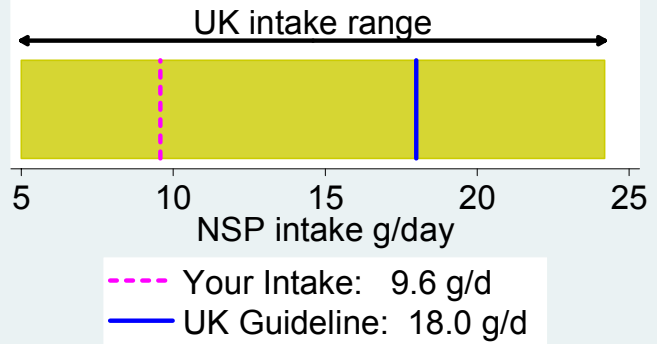 UK intake range
5 10 15 20 25
NSP intake g/day
Your Intake: 9.6 g/d
UK Guideline: 18.0 g/d